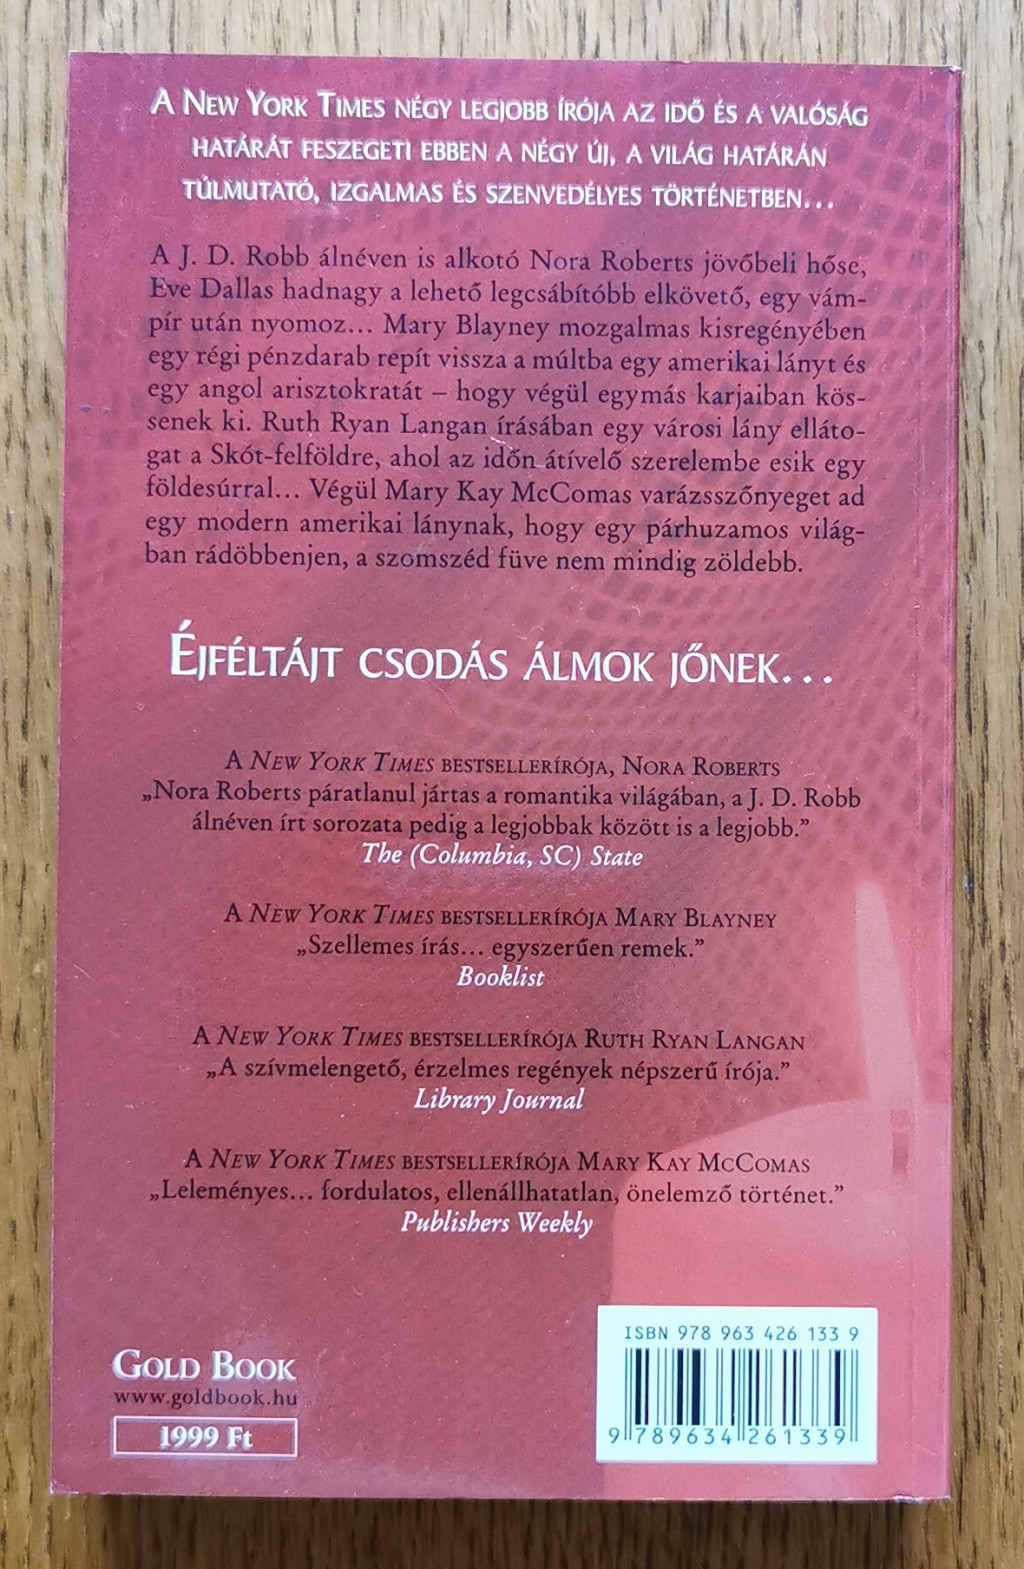 A New York Times négy legjobb írója az idő és a valóság
határát feszegeti ebben a négy új, a világ határán
túlmutató, izgalmas és szenvedélyes történetben...
A J. D. Robb álnéven is alkotó Nora Roberts jövőbeli hőse,
Eve Dallas hadnagy a lehető legcsábítóbb elkövető, egy vám-
pír után nyomoz... Mary Blayney mozgalmas kisregényében
egy régi pénzdarab repít vissza a múltba egy amerikai lányt és
egy angol arisztokratát – hogy végül egymás karjaiban kös-
senek ki. Ruth Ryan Langan írásában egy városi lány elláto-
gat a Skót-felföldre, ahol az időn átívelő szerelembe esik egy
földesúrral... Végül Mary Kay McComas varázsszőnyeget ad
egy modern amerikai lánynak, hogy egy párhuzamos világ-
ban rádöbbenjen, a szomszéd füve nem mindig zöldebb.
Éjféltájt csodás álmok jőnek...
A New York Times bestsellerírója, Nora Roberts
„Nora Roberts páratlanul jártas a romantika világában, a J. D. Robb
álnéven írt sorozata pedig a legjobbak között is a legjobb.”
The (Columbia, SC) State
A New York Times bestsellerírója Mary Blayney
„Szellemes írás... egyszerűen remek.”
Booklist
A New York Times bestsellerírója Ruth Ryan Langan
„A szívmelengető, érzelmes regények népszerű írója.”
Library Journal
A New York Times bestsellerírója Mary Kay McComas
„Leleményes... fordulatos, ellenállhatatlan, önelemző történet.”
Publishers Weekly
Gold Book
www.goldbook.hu
1999 Ft
ISBN 978 963 426 133 9
9 789634 261339